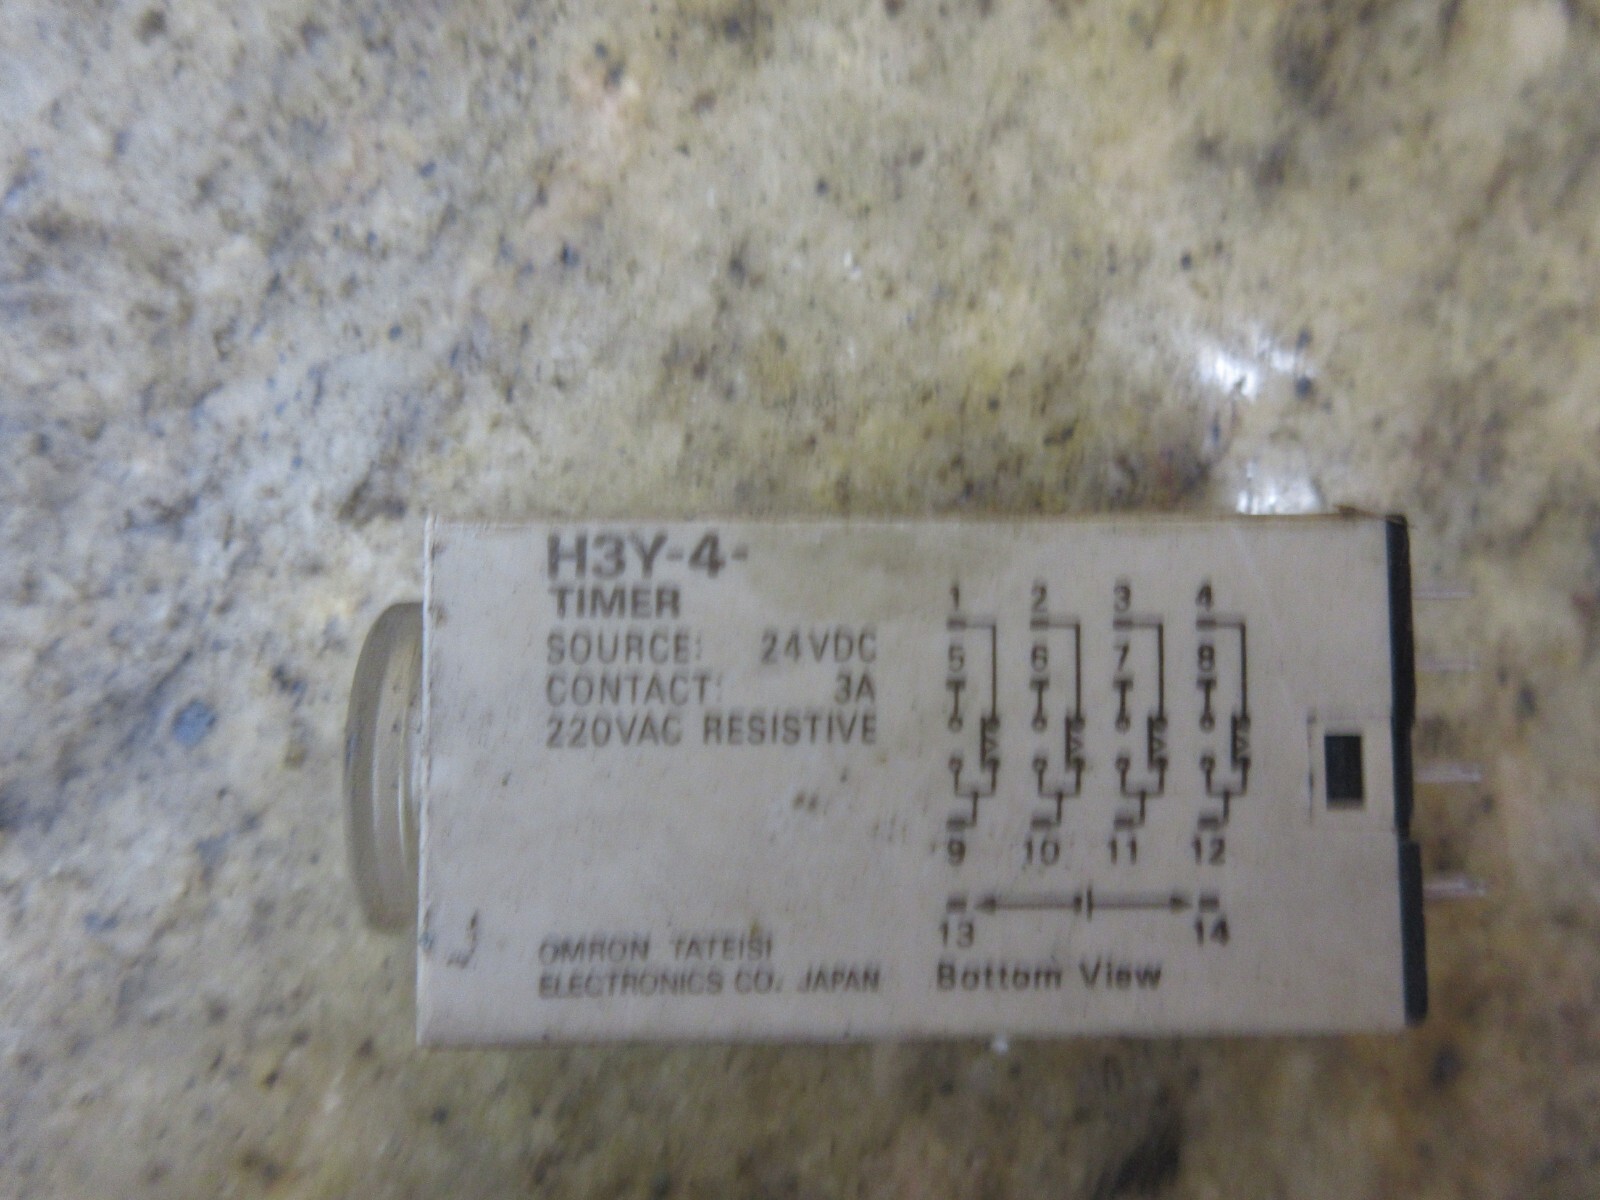 H3Y-4-
TIMER
SOURCE: 24VDC
CONTACT: 3A
220VAC RESISTIVE
OMRON TATEISI
ELECTRONICS CO. JAPAN
1 2 3 4
5 6 7 8
9 10 11 12
13 14
Bottom View